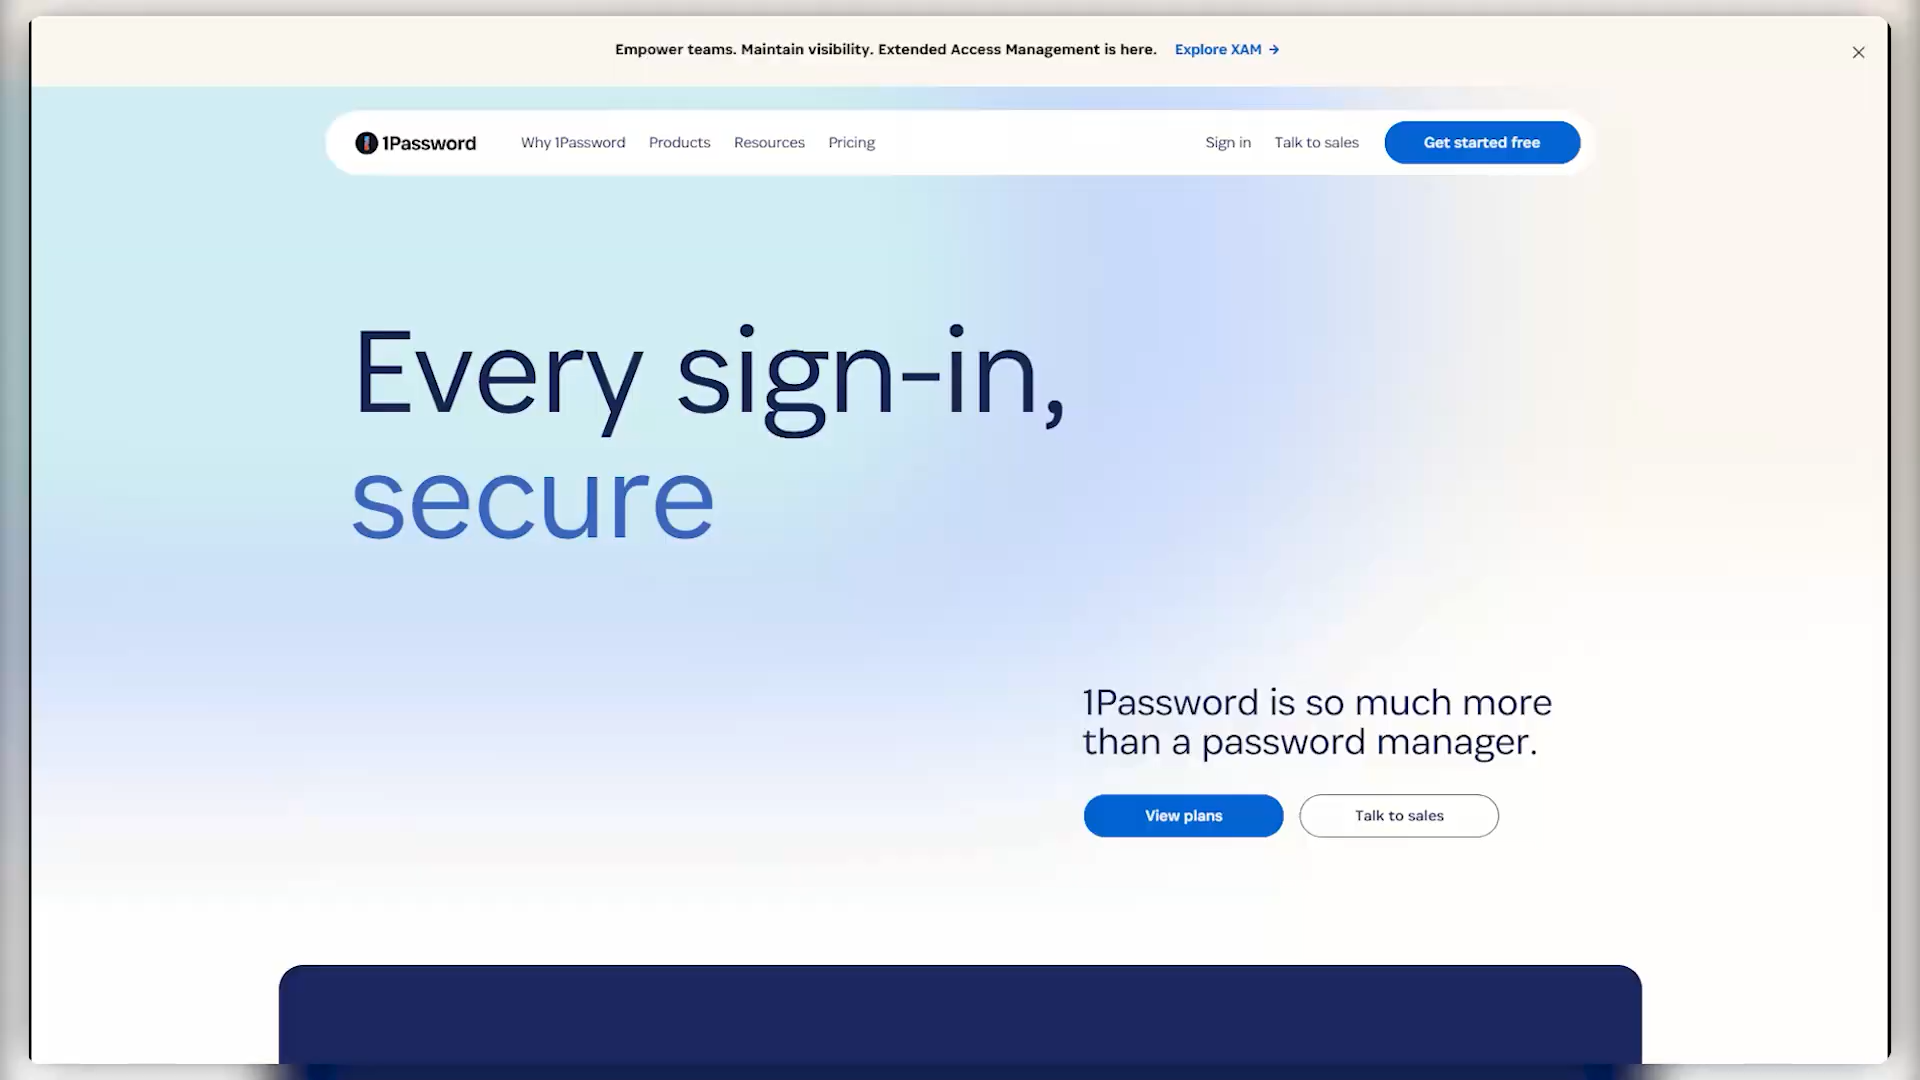 Empower teams. Maintain visibility. Extended Access Management is here. Explore XAM →
1Password Why 1Password Products Resources Pricing Sign in Talk to sales Get started free
Every sign-in,
secure
1Password is so much more
than a password manager.
View plans Talk to sales